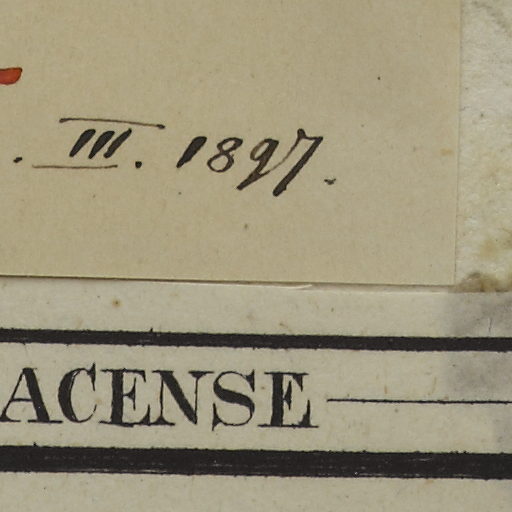 . III. 1897.
ACENSE